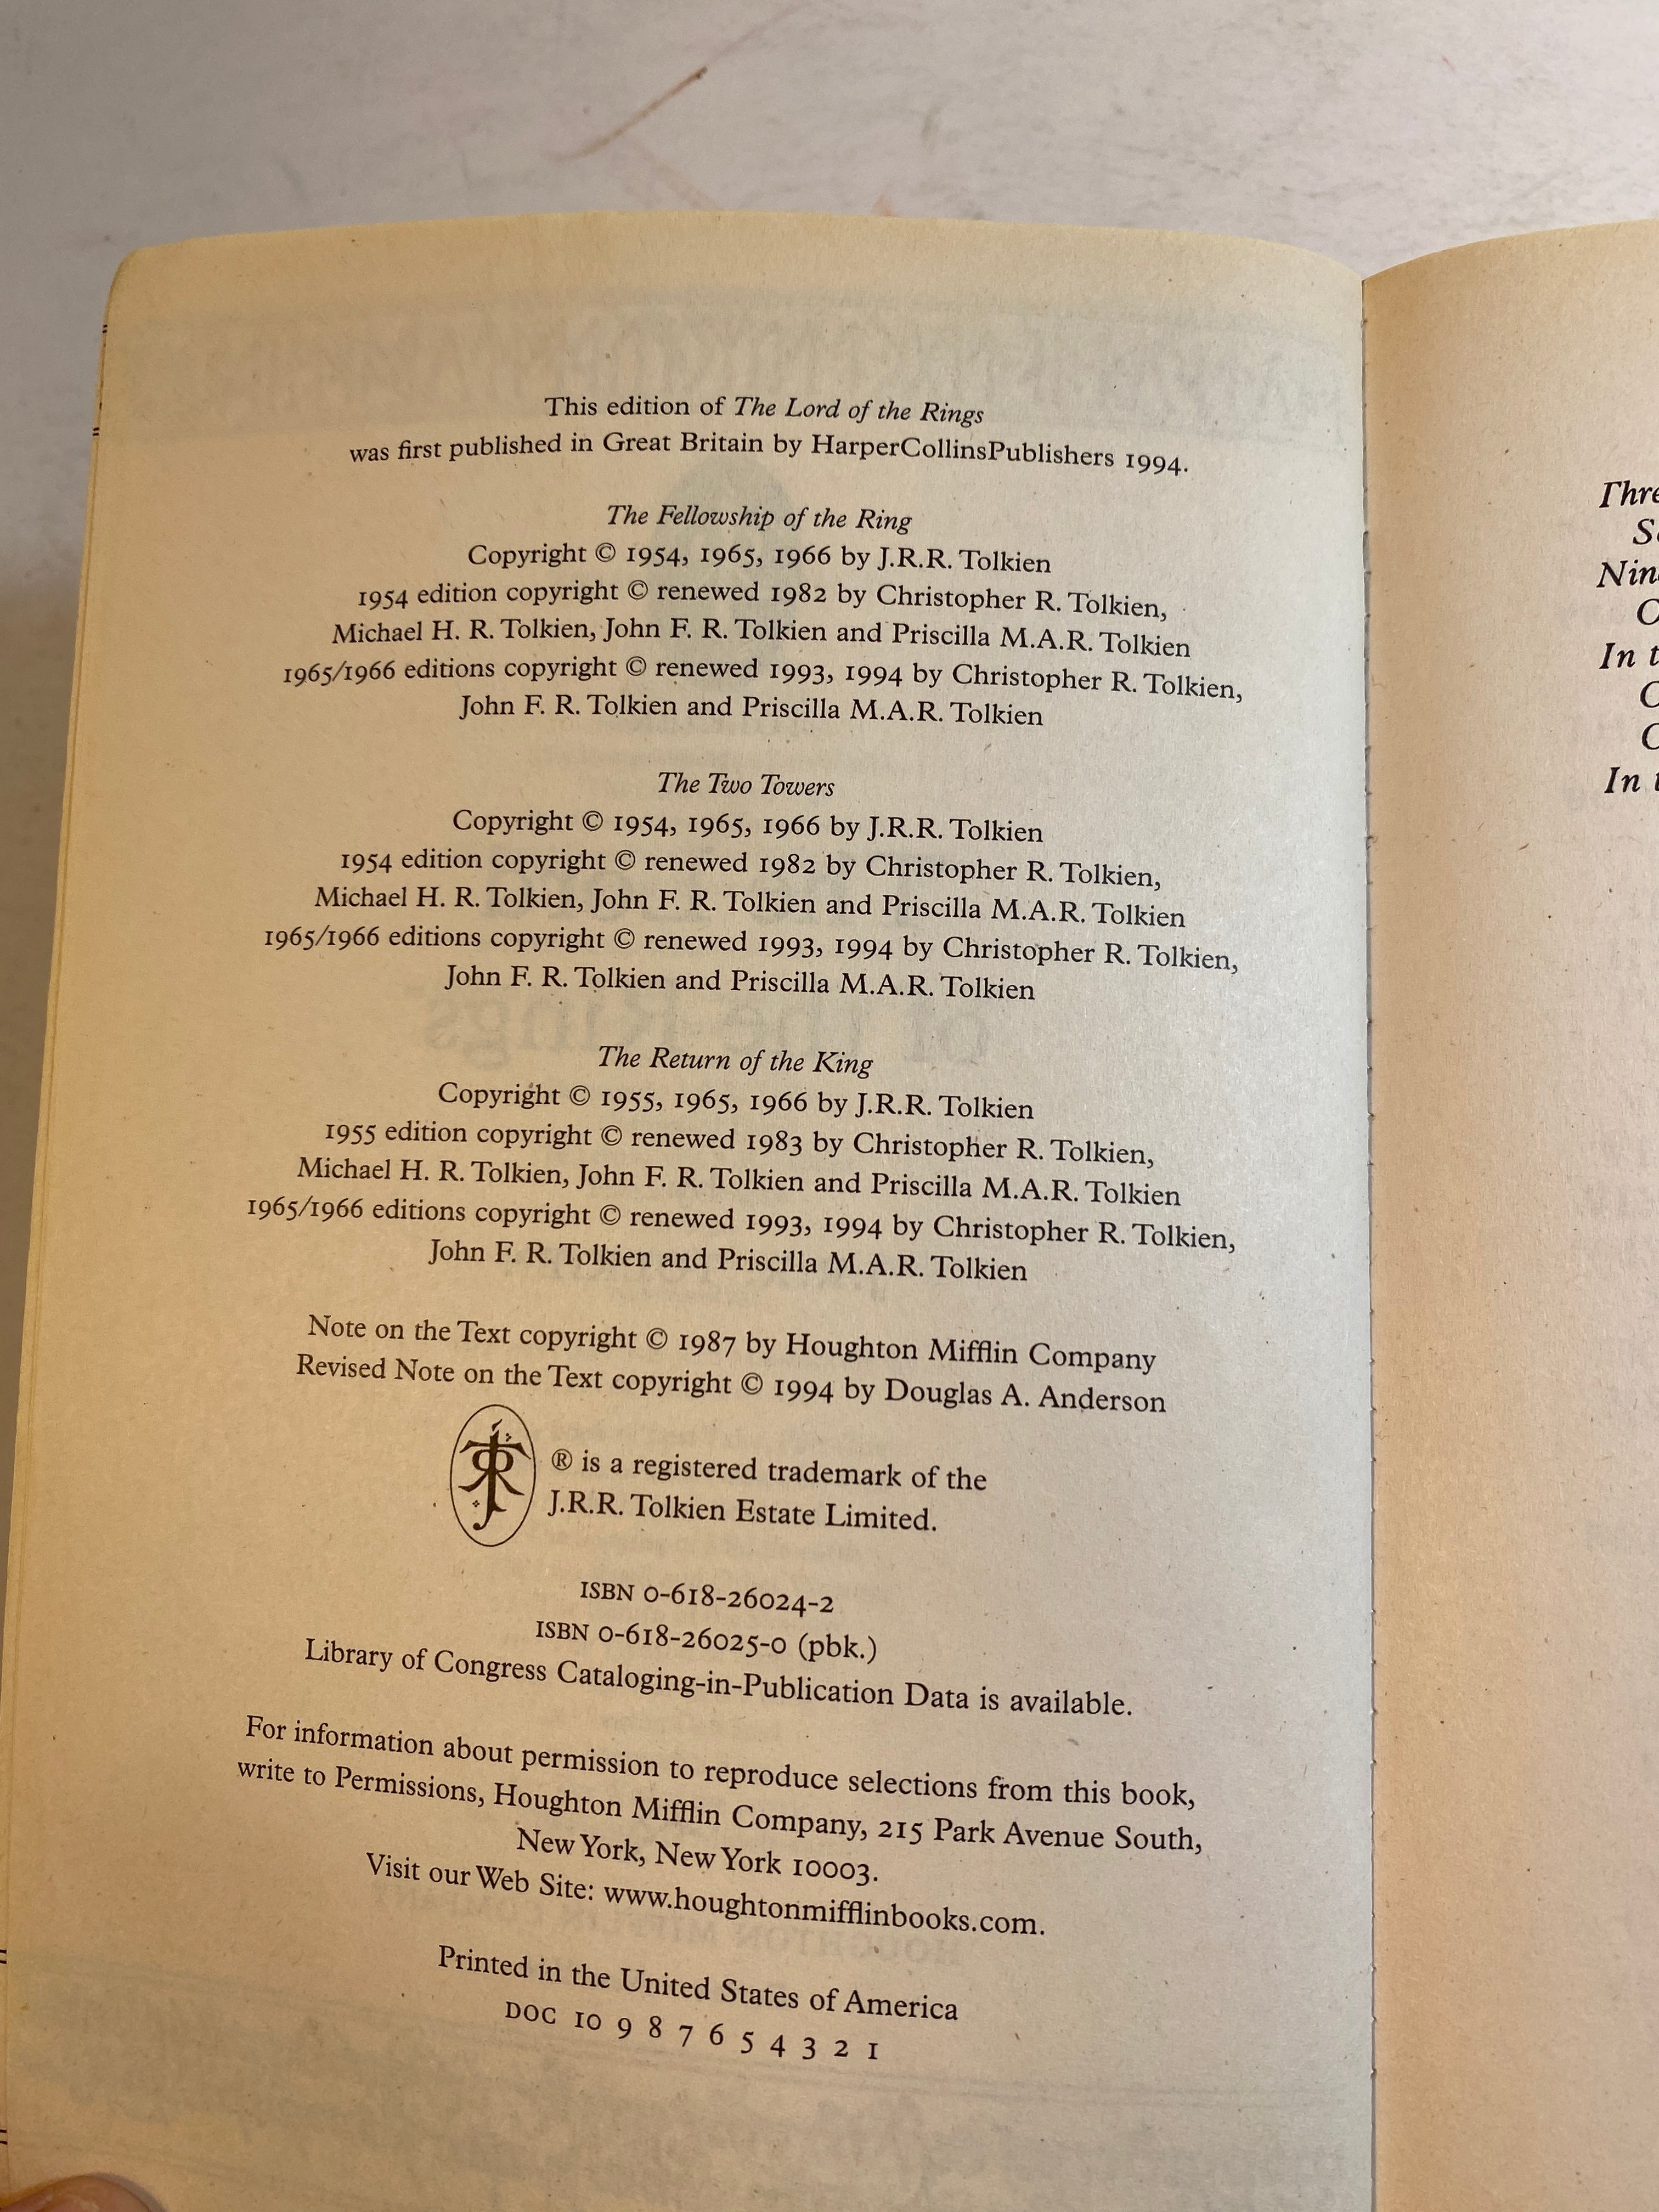 This edition of The Lord of the Rings
was first published in Great Britain by HarperCollinsPublishers 1994.
The Fellowship of the Ring
Copyright © 1954, 1965, 1966 by J.R.R. Tolkien
1954 edition copyright © renewed 1982 by Christopher R. Tolkien,
Michael H. R. Tolkien, John F. R. Tolkien and Priscilla M.A.R. Tolkien
1965/1966 editions copyright © renewed 1993, 1994 by Christopher R. Tolkien,
John F. R. Tolkien and Priscilla M.A.R. Tolkien
The Two Towers
Copyright © 1954, 1965, 1966 by J.R.R. Tolkien
1954 edition copyright © renewed 1982 by Christopher R. Tolkien,
Michael H. R. Tolkien, John F. R. Tolkien and Priscilla M.A.R. Tolkien
1965/1966 editions copyright © renewed 1993, 1994 by Christopher R. Tolkien,
John F. R. Tolkien and Priscilla M.A.R. Tolkien
The Return of the King
Copyright © 1955, 1965, 1966 by J.R.R. Tolkien
1955 edition copyright © renewed 1983 by Christopher R. Tolkien,
Michael H. R. Tolkien, John F. R. Tolkien and Priscilla M.A.R. Tolkien
1965/1966 editions copyright © renewed 1993, 1994 by Christopher R. Tolkien,
John F. R. Tolkien and Priscilla M.A.R. Tolkien
Note on the Text copyright © 1987 by Houghton Mifflin Company
Revised Note on the Text copyright © 1994 by Douglas A. Anderson
® is a registered trademark of the
J.R.R. Tolkien Estate Limited.
ISBN 0-618-26024-2
ISBN 0-618-26025-0 (pbk.)
Library of Congress Cataloging-in-Publication Data is available.
For information about permission to reproduce selections from this book,
write to Permissions, Houghton Mifflin Company, 215 Park Avenue South,
New York, New York 10003.
Visit our Web Site: www.houghtonmifflinbooks.com.
Printed in the United States of America
DOC 10 9 8 7 6 5 4 3 2 1
In
In